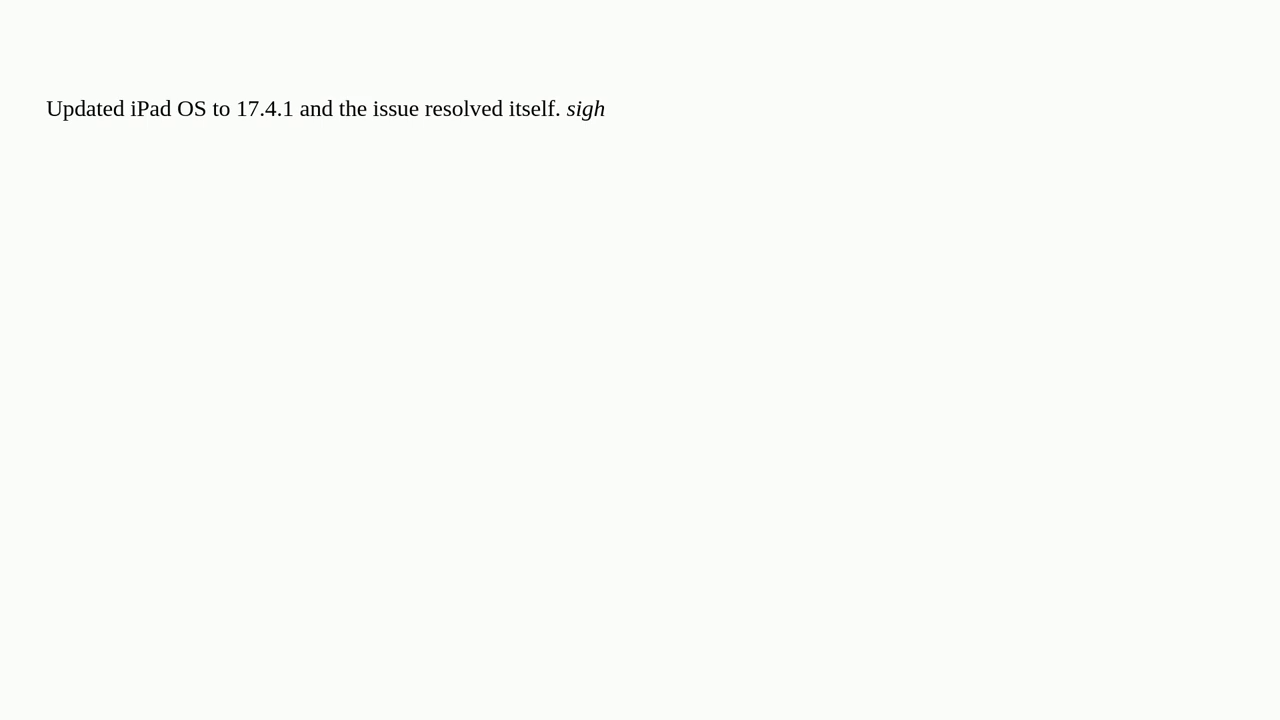 Updated iPad OS to 17.4.1 and the issue resolved itself. sigh